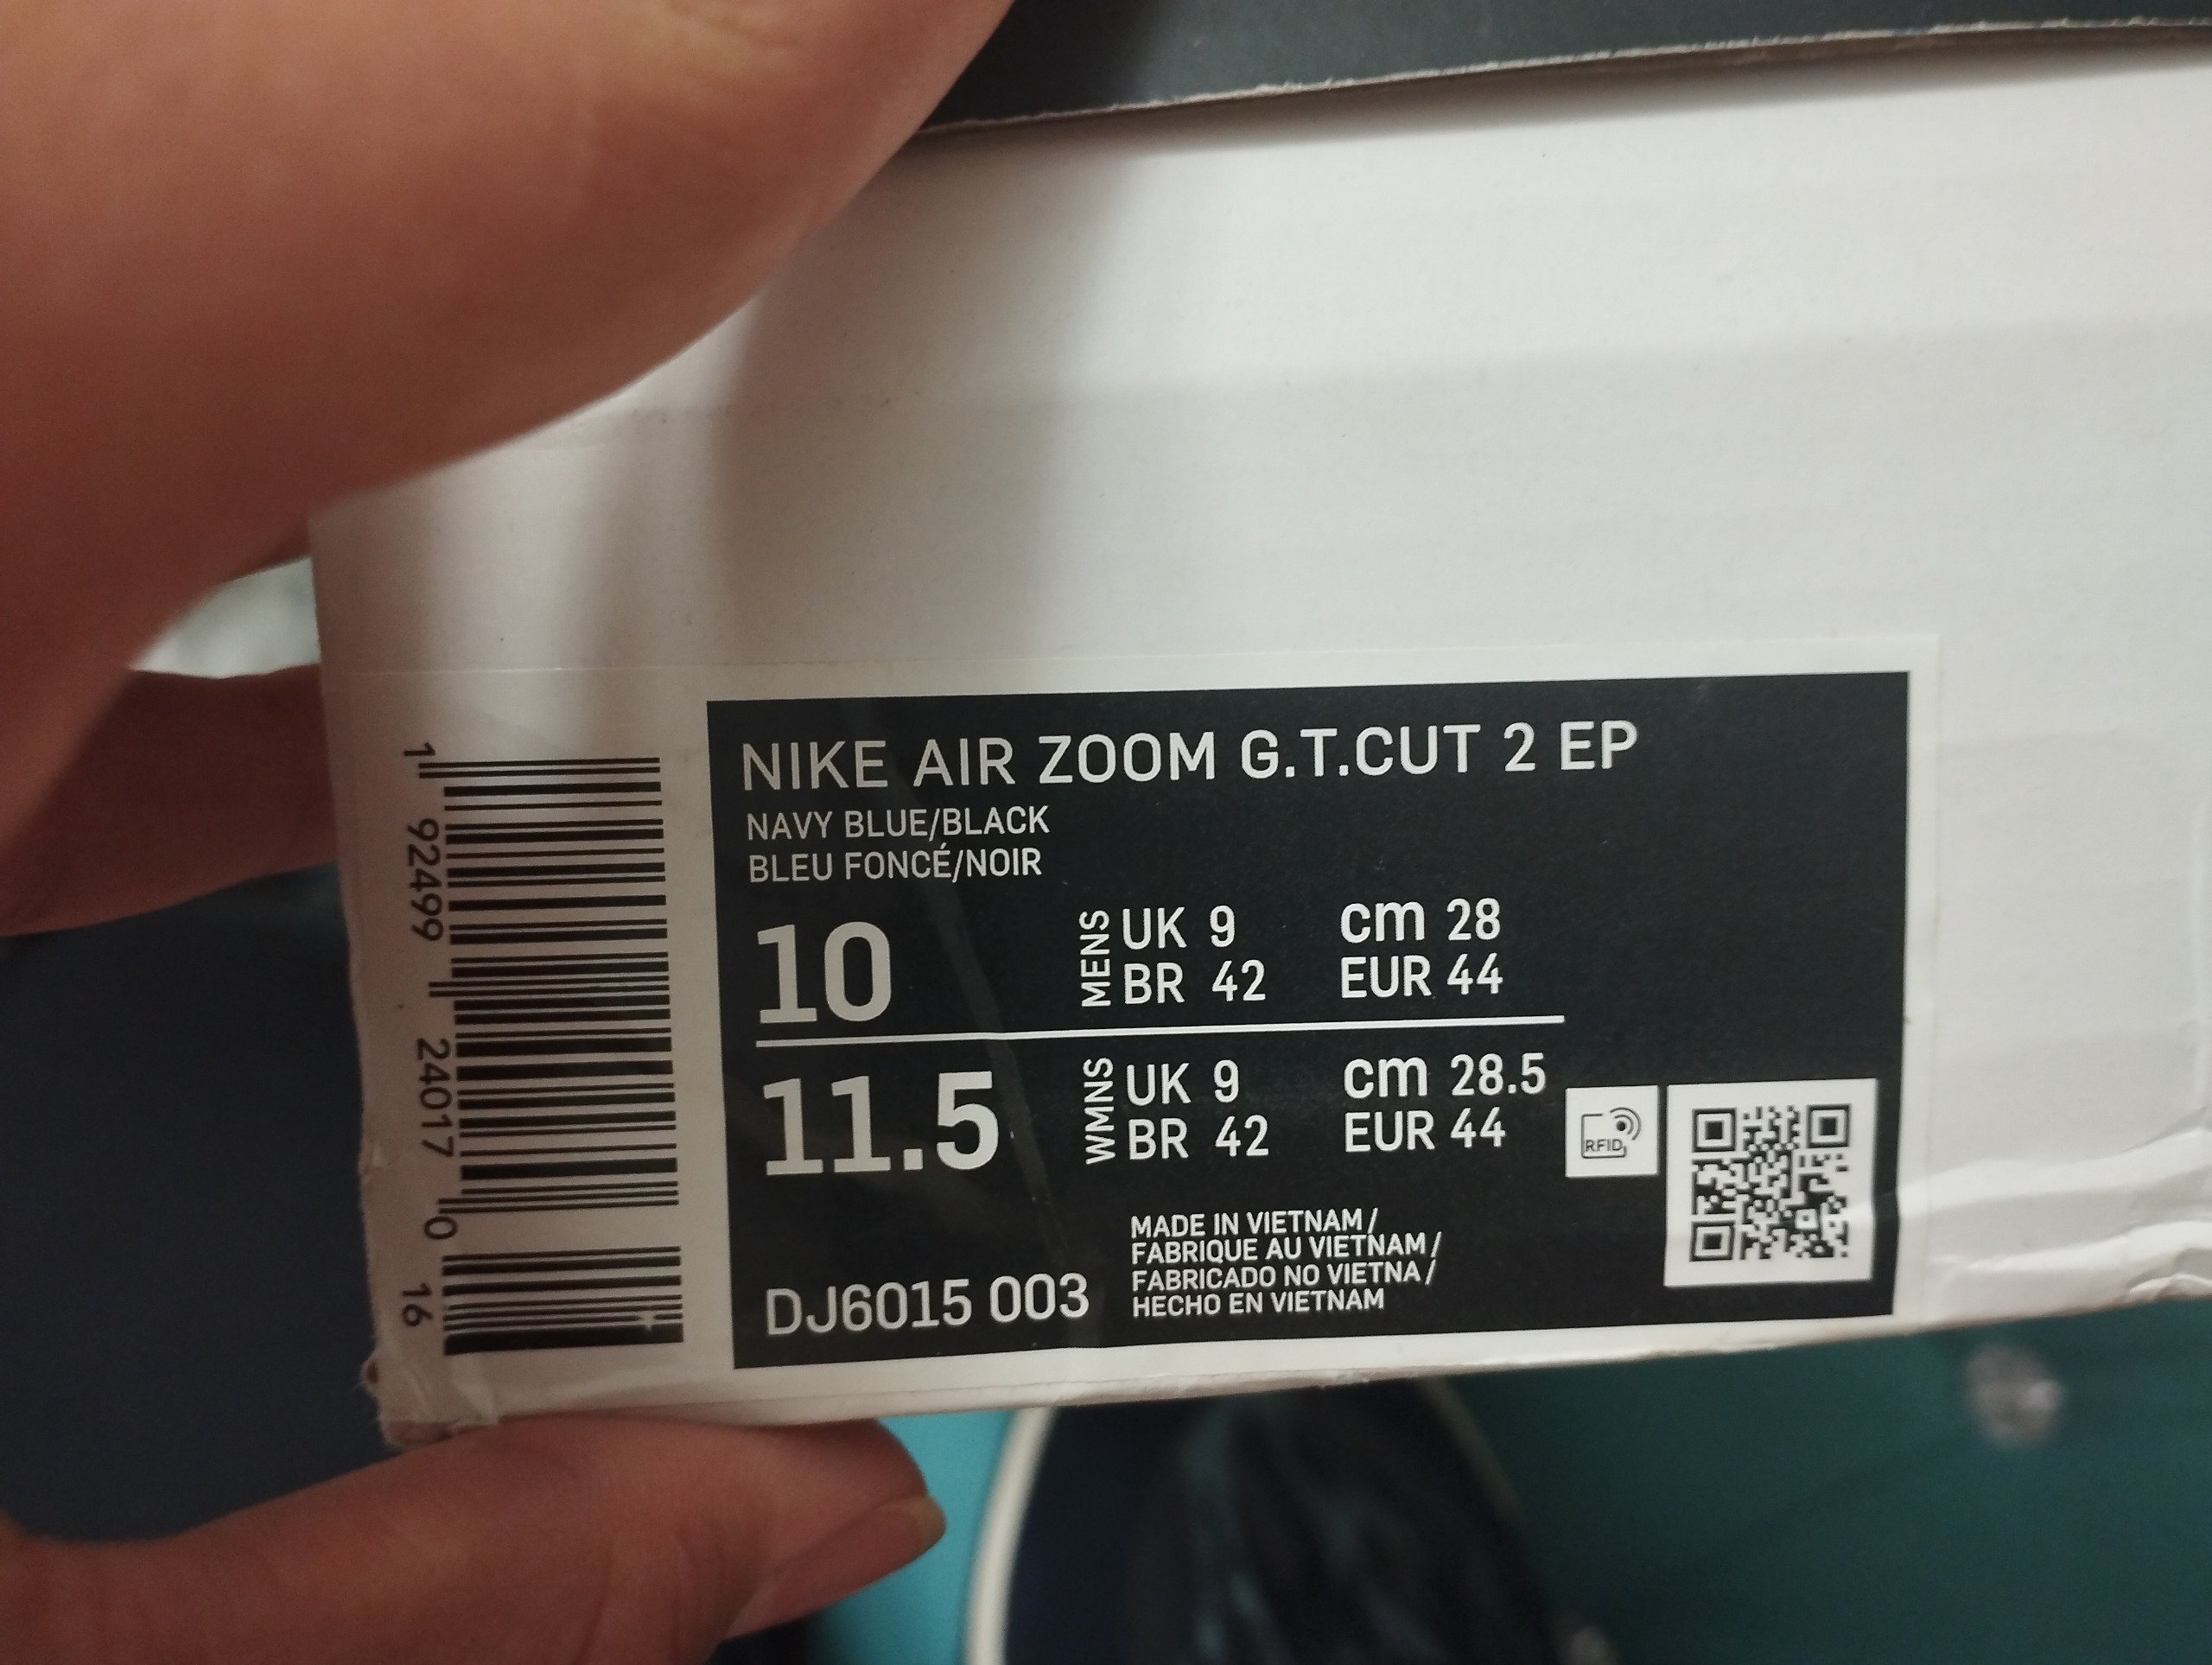 NIKE AIR ZOOM G.T.CUT 2 EP
NAVY BLUE/BLACK
BLEU FONCÉ/NOIR
10 MENS UK 9 cm 28
BR 42 EUR 44
11.5 WMNS UK 9 cm 28.5
BR 42 EUR 44
RFID
MADE IN VIETNAM /
FABRIQUE AU VIETNAM /
FABRICADO NO VIETNA /
HECHO EN VIETNAM
DJ6015 003
1 92499 24017 0 16